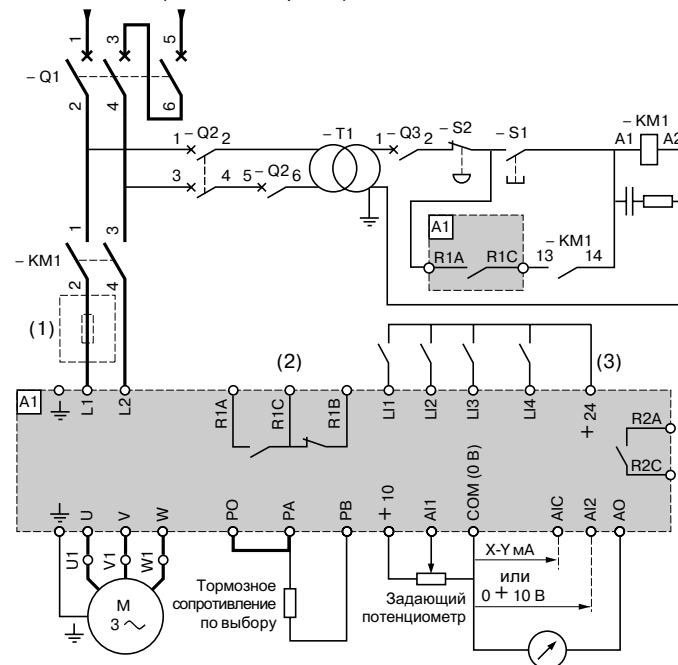 1 3 5
– Q1
2 4 6
1 – Q2 2
– T1
1 – Q3 2
– S2
– S1
– KM1
A1 A2
3 4 5 – Q2 6
A1
R1A R1C
13 – KM1 14
1 3
– KM1
2 4
(1)
(2)
(3)
A1
L1 L2
R1A R1C R1B
LI1 LI2 LI3 LI4 + 24
R2A
R2C
U V W
PO PA PB
+ 10 AI1 COM (0 В) AIC AI2 AO
U1 V1 W1
М
3 ~
Тормозное
сопротивление
по выбору
Задающий
потенциометр
X-Y мА
или
0 + 10 В